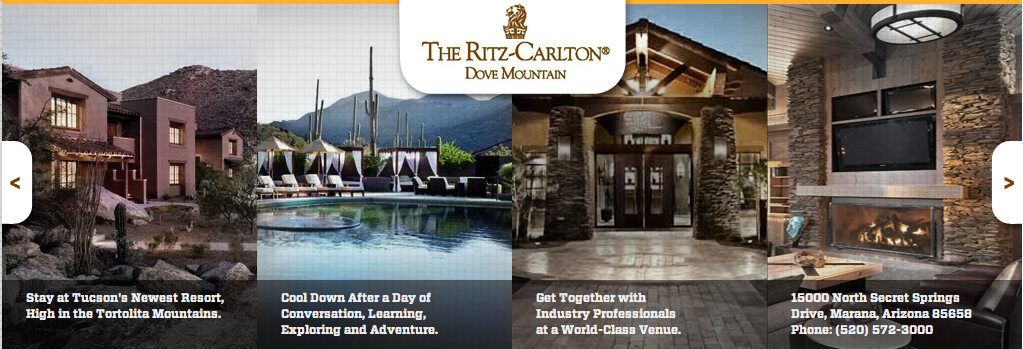 THE RITZ-CARLTON®
DOVE MOUNTAIN
<
>
Stay at Tucson's Newest Resort,
High in the Tortolita Mountains.
Cool Down After a Day of
Conversation, Learning,
Exploring and Adventure.
Get Together with
Industry Professionals
at a World-Class Venue.
15000 North Secret Springs
Drive, Marana, Arizona 85658
Phone: (520) 572-3000